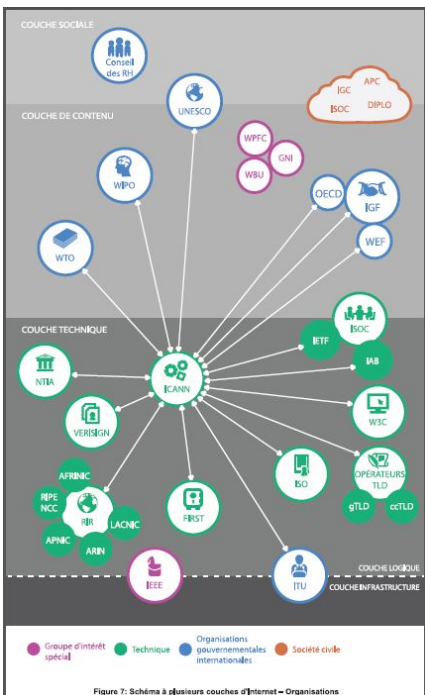 COUCHE SOCIALE
Conseil
des RH
UNESCO
IGC
APC
ISOC
DIPLO
COUCHE DE CONTENU
WPFC
GNI
WBU
WIPO
OECD
IGF
WEF
WTO
COUCHE TECHNIQUE
ISOC
IETF
IAB
NTIA
ICANN
W3C
VERISIGN
ISO
OPÉRATEURS
TLD
gTLD
ccTLD
AFRINIC
RIPE
NCC
RIR
LACNIC
APNIC
ARIN
FIRST
COUCHE LOGIQUE
IEEE
ITU
COUCHE INFRASTRUCTURE
Groupe d'intérêt
spécial
Technique
Organisations
gouvernementales
internationales
Société civile
Figure 7: Schéma à plusieurs couches d'Internet – Organisations